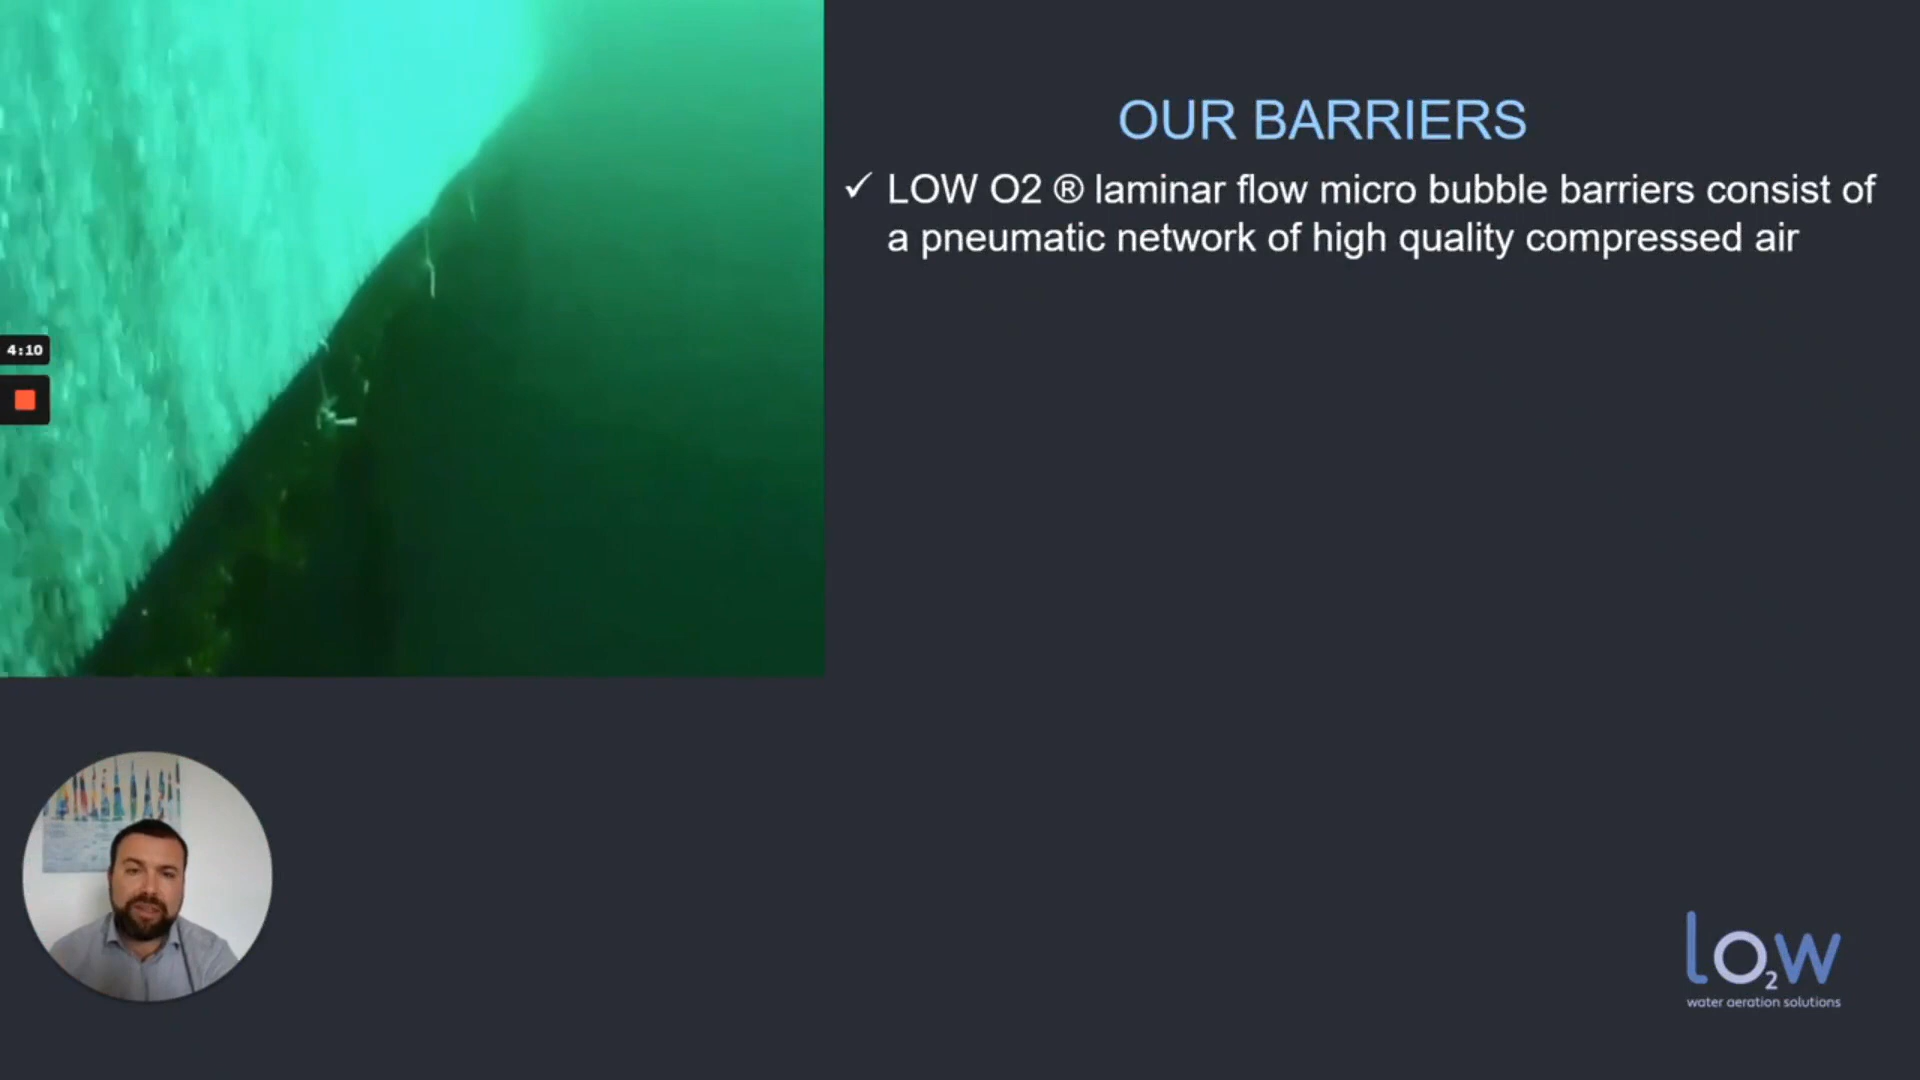 OUR BARRIERS
✓ LOW O2 ® laminar flow micro bubble barriers consist of
a pneumatic network of high quality compressed air
4:10
lo2w
water aeration solutions